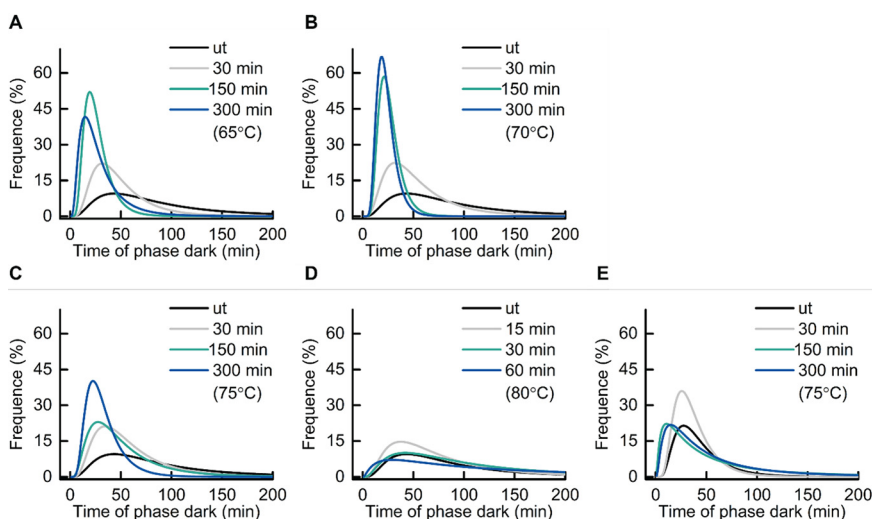 A
Frequence (%)
60
45
30
15
0
ut
30 min
150 min
300 min
(65°C)
0 50 100 150 200
Time of phase dark (min)
B
Frequence (%)
60
45
30
15
0
ut
30 min
150 min
300 min
(70°C)
0 50 100 150 200
Time of phase dark (min)
C
Frequence (%)
60
45
30
15
0
ut
30 min
150 min
300 min
(75°C)
0 50 100 150 200
Time of phase dark (min)
D
Frequence (%)
60
45
30
15
0
ut
15 min
30 min
60 min
(80°C)
0 50 100 150 200
Time of phase dark (min)
E
Frequence (%)
60
45
30
15
0
ut
30 min
150 min
300 min
(75°C)
0 50 100 150 200
Time of phase dark (min)